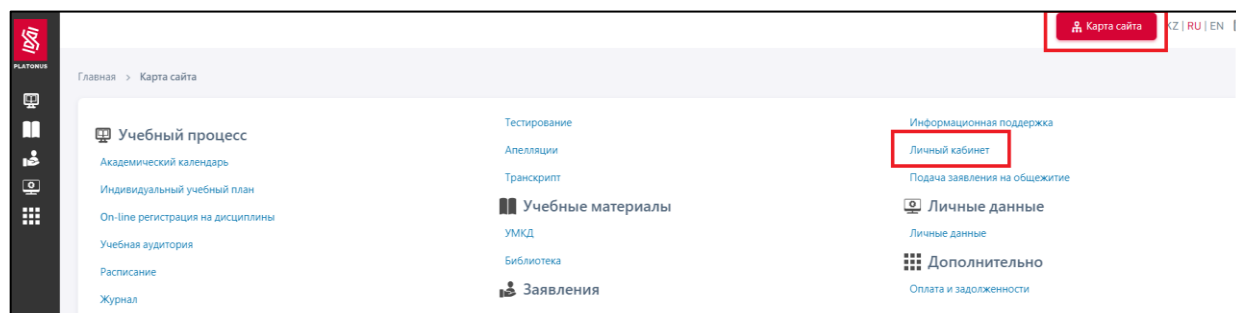 Карта сайта
KZ | RU | EN
PLATONUS
Главная > Карта сайта
Учебный процесс
Академический календарь
Индивидуальный учебный план
On-line регистрация на дисциплины
Учебная аудитория
Расписание
Журнал
Тестирование
Апелляции
Транскрипт
Учебные материалы
УМКД
Библиотека
Заявления
Информационная поддержка
Личный кабинет
Подача заявления на общежитие
Личные данные
Личные данные
Дополнительно
Оплата и задолженности